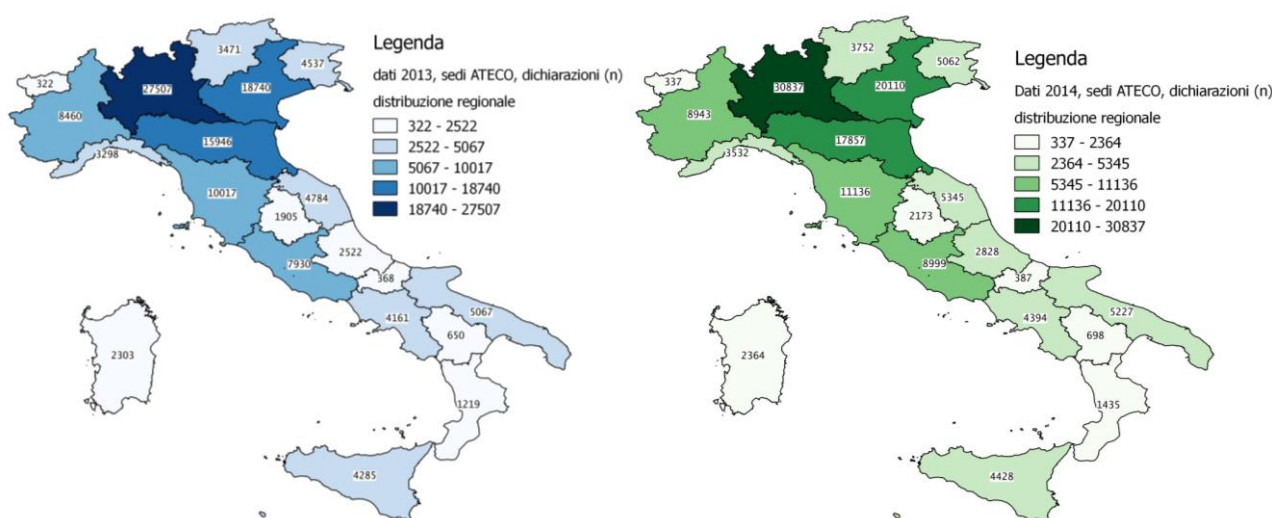 Legenda
dati 2013, sedi ATECO, dichiarazioni (n)
distribuzione regionale
322 - 2522
2522 - 5067
5067 - 10017
10017 - 18740
18740 - 27507
3471
4537
322
27507
18740
8460
15946
3298
10017
4784
1905
2522
7930
368
4161
5067
650
2303
1219
4285
Legenda
Dati 2014, sedi ATECO, dichiarazioni (n)
distribuzione regionale
337 - 2364
2364 - 5345
5345 - 11136
11136 - 20110
20110 - 30837
3752
5062
337
30837
20110
8943
17857
3532
11136
5345
2173
2828
8999
387
4394
5227
698
2364
1435
4428